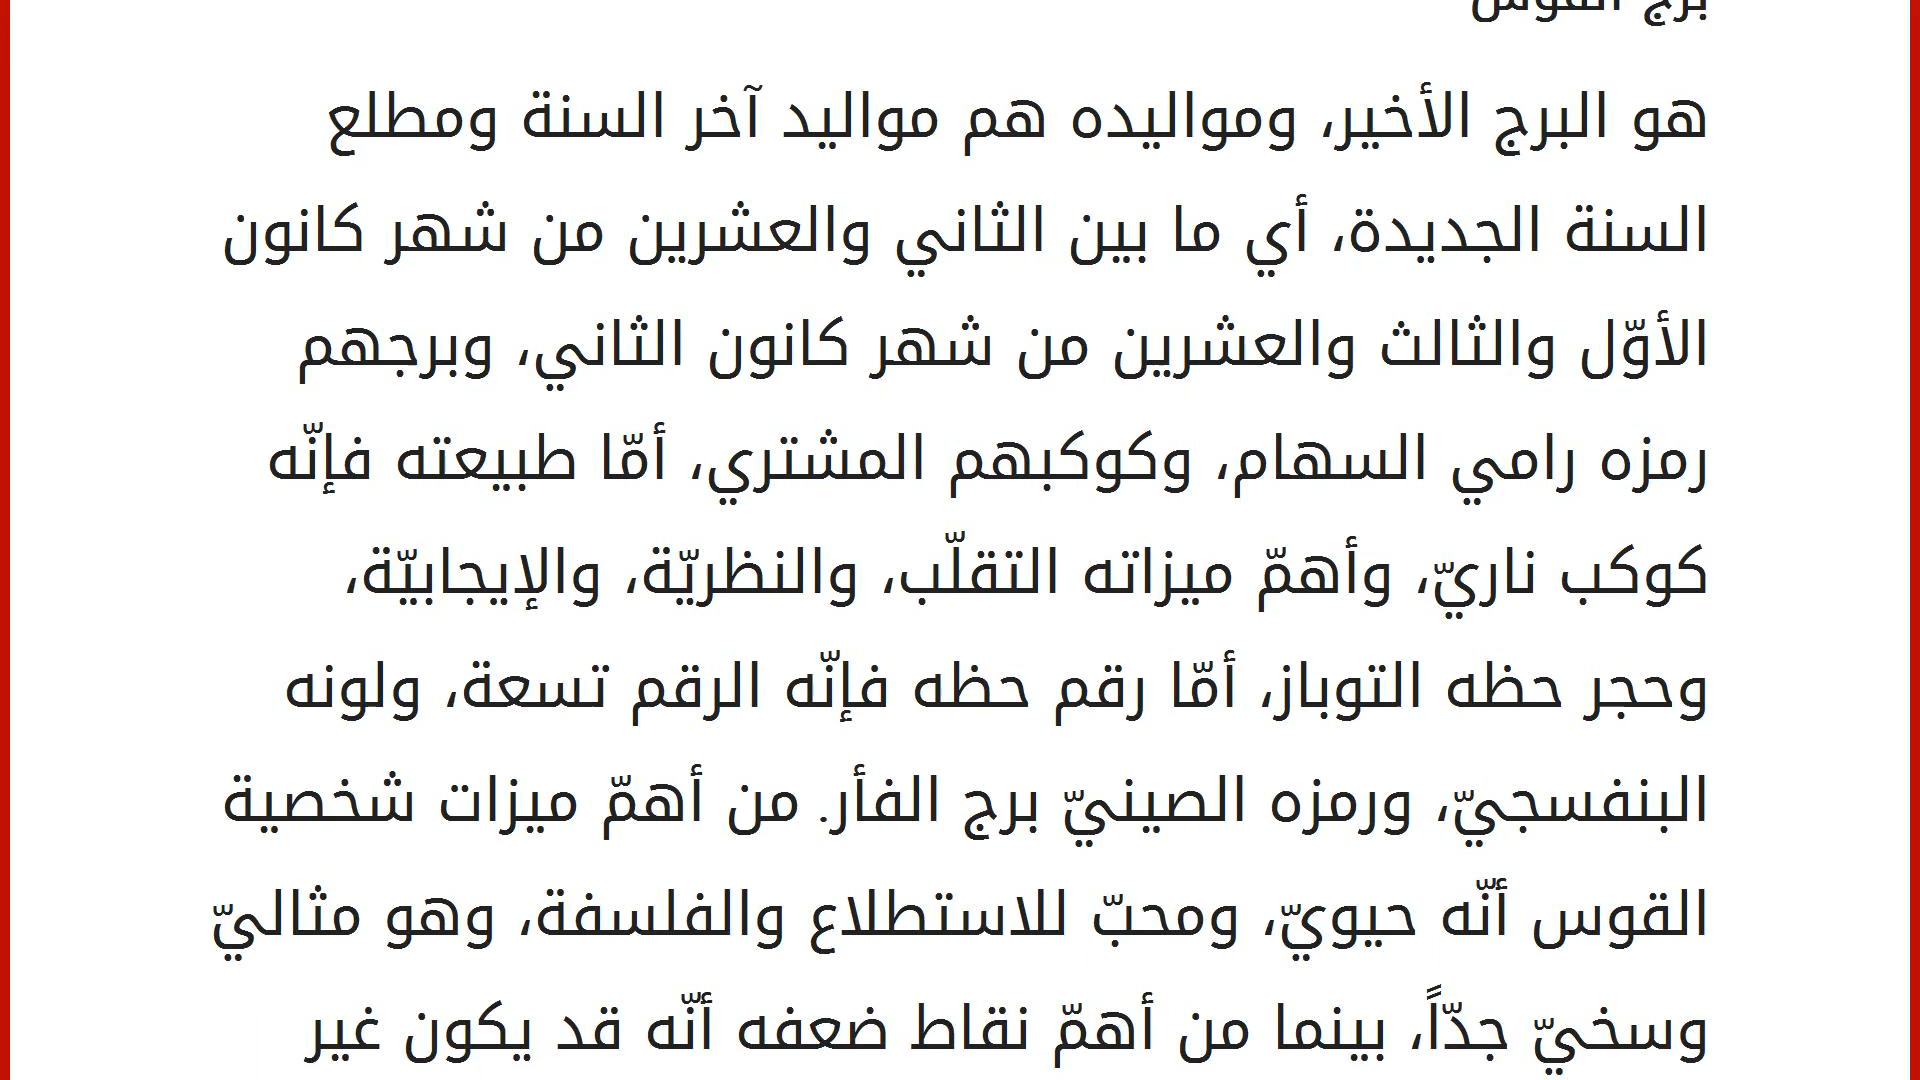 برج القوس
هو البرج الأخير، ومواليده هم مواليد آخر السنة ومطلع
السنة الجديدة، أي ما بين الثاني والعشرين من شهر كانون
الأوّل والثالث والعشرين من شهر كانون الثاني، وبرجهم
رمزه رامي السهام، وكوكبهم المشتري، أمّا طبيعته فإنّه
كوكب ناريّ، وأهمّ ميزاته التقلّب، والنظريّة، والإيجابيّة،
وحجر حظه التوباز، أمّا رقم حظه فإنّه الرقم تسعة، ولونه
البنفسجيّ، ورمزه الصينيّ برج الفأر. من أهمّ ميزات شخصية
القوس أنّه حيويّ، ومحبّ للاستطلاع والفلسفة، وهو مثاليّ
وسخيّ جدّاً، بينما من أهمّ نقاط ضعفه أنّه قد يكون غير